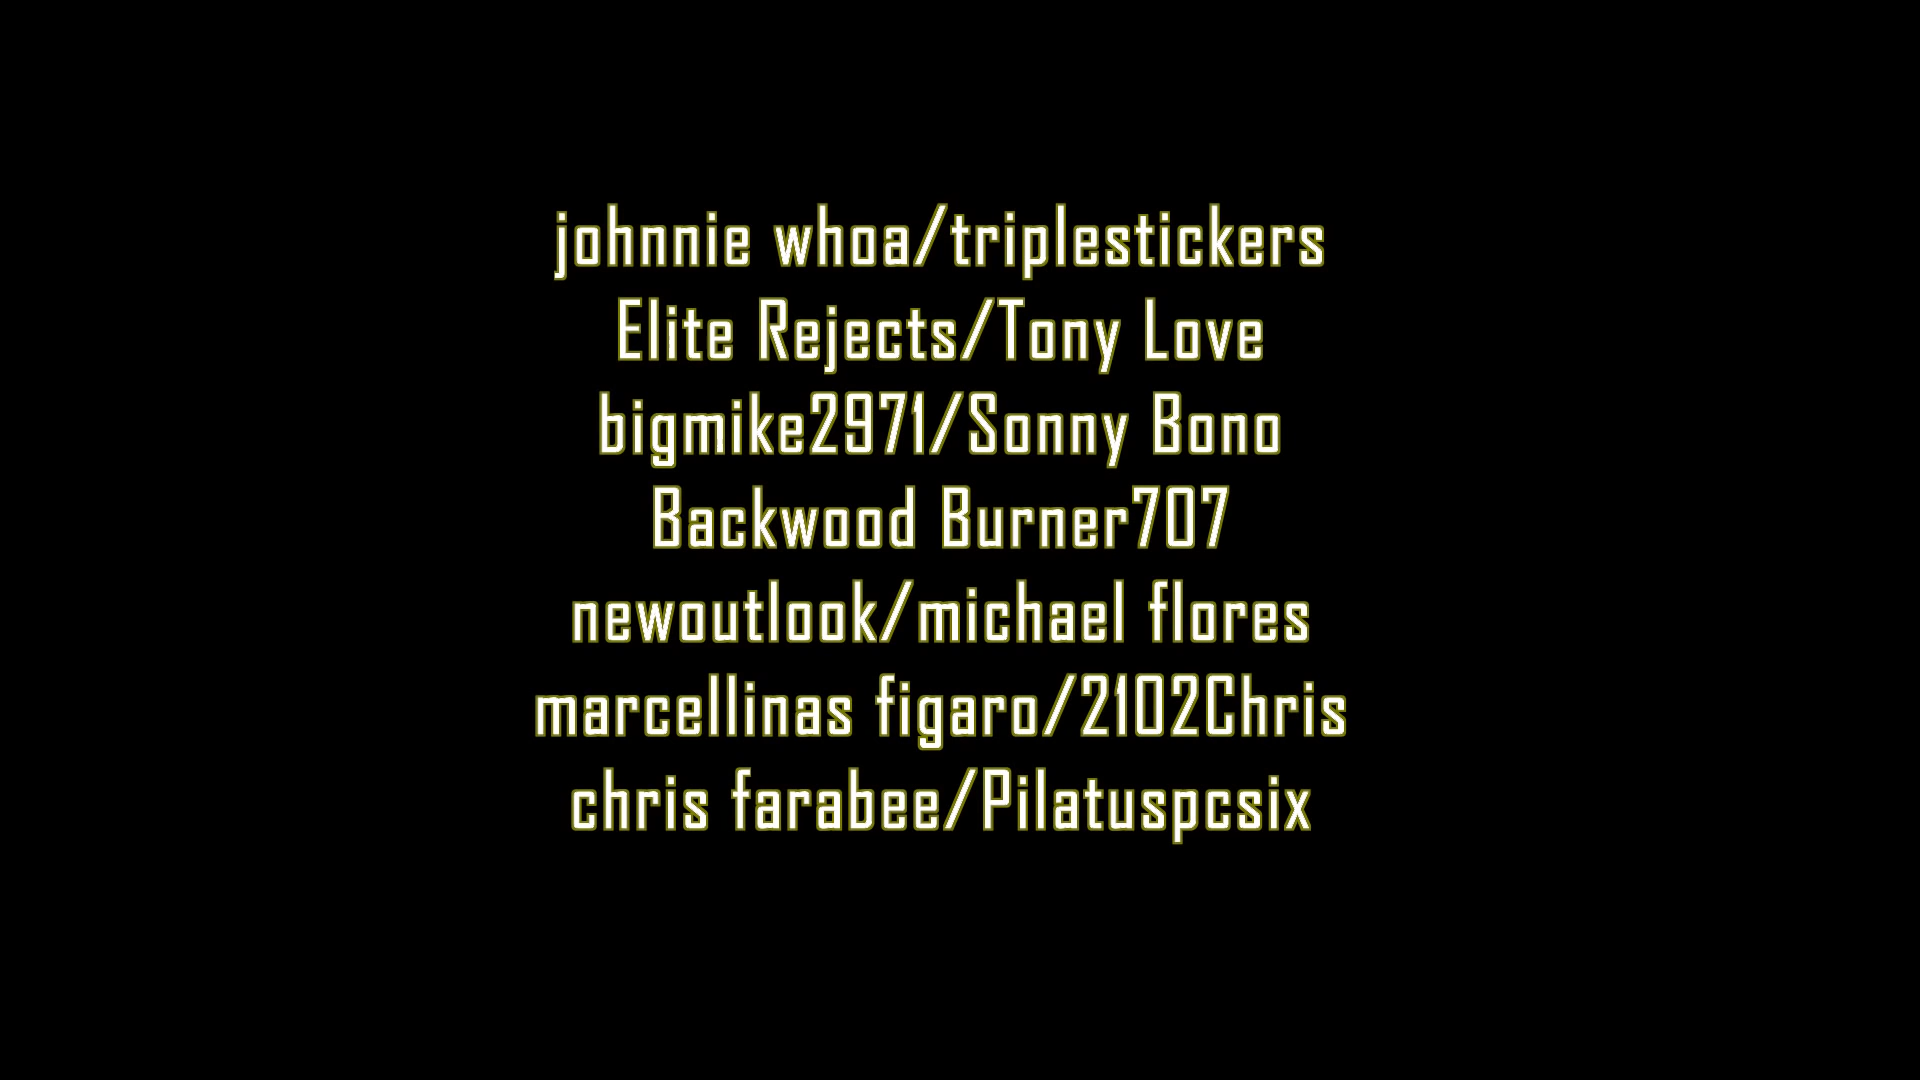 johnnie whoa/triplestickers
Elite Rejects/Tony Love
bigmike2971/Sonny Bono
Backwood Burner707
newoutlook/michael flores
marcellinas figaro/2102Chris
chris farabee/Pilatuspcsix